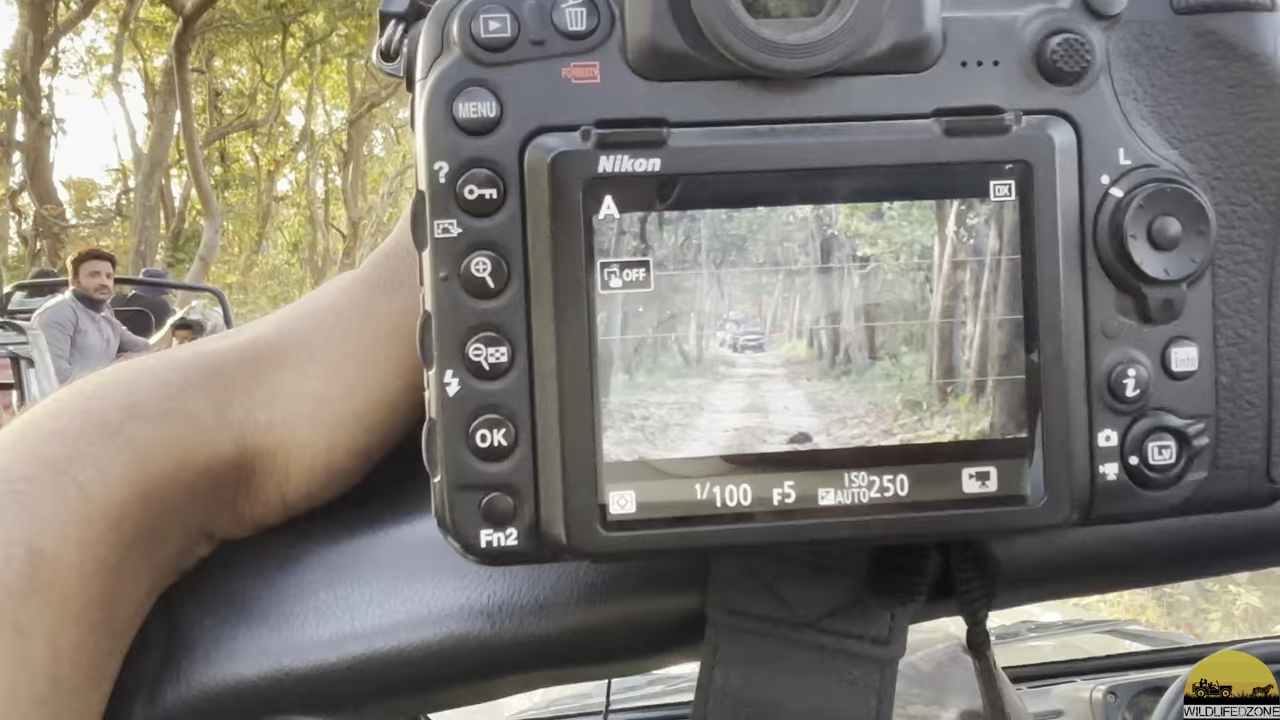 MENU
L
?
Nikon
A
DX
OFF
OK
i
info
Lv
1/100 F5 ISO AUTO 250
Fn2
WILDLIFEDZONE